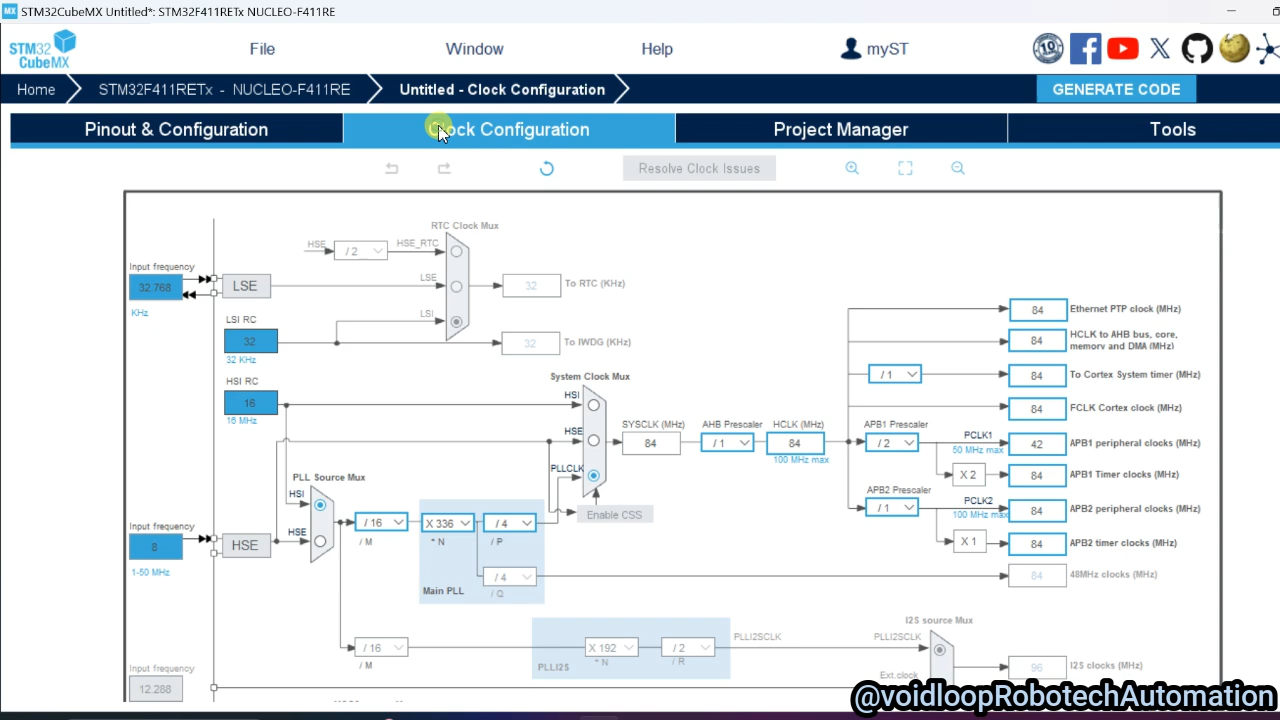 MX STM32CubeMX Untitled*: STM32F411RETx NUCLEO-F411RE
STM32
CubeMX
File
Window
Help
myST
10
Home
STM32F411RETx - NUCLEO-F411RE
Untitled - Clock Configuration
GENERATE CODE
Pinout & Configuration
Clock Configuration
Project Manager
Tools
Resolve Clock Issues
RTC Clock Mux
HSE
/ 2
HSE_RTC
Input frequency
32.768
KHz
LSE
LSE
32
To RTC (KHz)
LSI RC
32
32 KHz
LSI
32
To IWDG (KHz)
HSI RC
16
16 MHz
System Clock Mux
HSI
HSE
PLLCLK
Enable CSS
SYSCLK (MHz)
84
AHB Prescaler
/ 1
HCLK (MHz)
84
100 MHz max
84
Ethernet PTP clock (MHz)
84
HCLK to AHB bus, core,
memory and DMA (MHz)
/ 1
84
To Cortex System timer (MHz)
84
FCLK Cortex clock (MHz)
APB1 Prescaler
/ 2
PCLK1
50 MHz max
42
APB1 peripheral clocks (MHz)
X 2
84
APB1 Timer clocks (MHz)
APB2 Prescaler
/ 1
PCLK2
100 MHz max
84
APB2 peripheral clocks (MHz)
X 1
84
APB2 timer clocks (MHz)
84
48MHz clocks (MHz)
PLL Source Mux
HSI
HSE
Input frequency
8
1-50 MHz
HSE
/ 16
/ M
X 336
* N
/ 4
/ P
/ 4
/ Q
Main PLL
/ 16
/ M
PLLI2S
X 192
* N
/ 2
/ R
PLLI2SCLK
I2S source Mux
PLLI2SCLK
Ext.clock
96
I2S clocks (MHz)
Input frequency
12.288
@voidloopRobotechAutomation